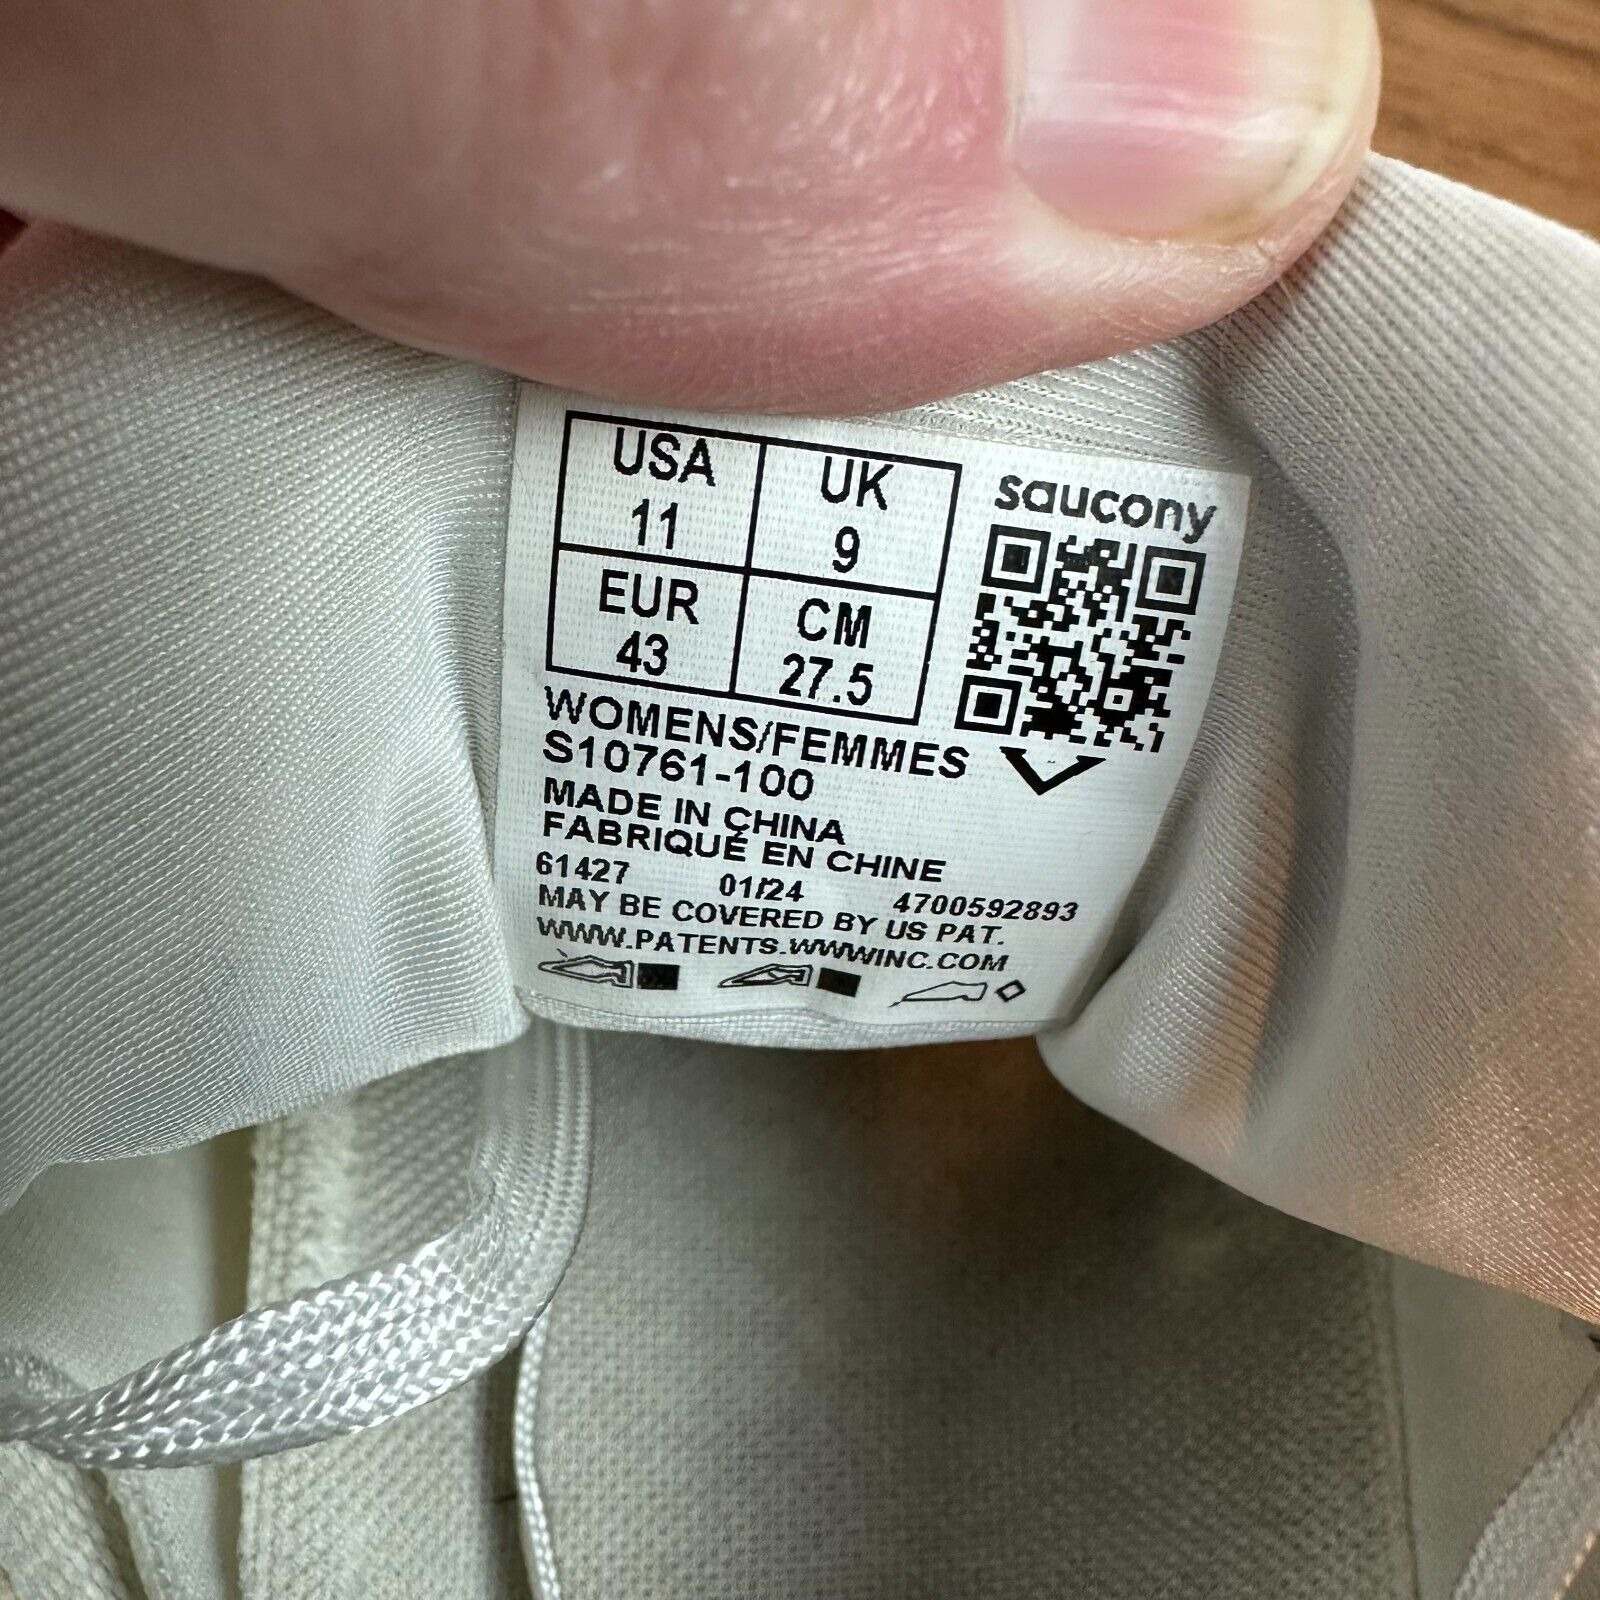 USA UK
11 9
EUR CM
43 27.5
saucony
WOMENS/FEMMES
S10761-100
MADE IN CHINA
FABRIQUÉ EN CHINE
61427 01/24 4700592893
MAY BE COVERED BY US PAT.
WWW.PATENTS.WWWINC.COM